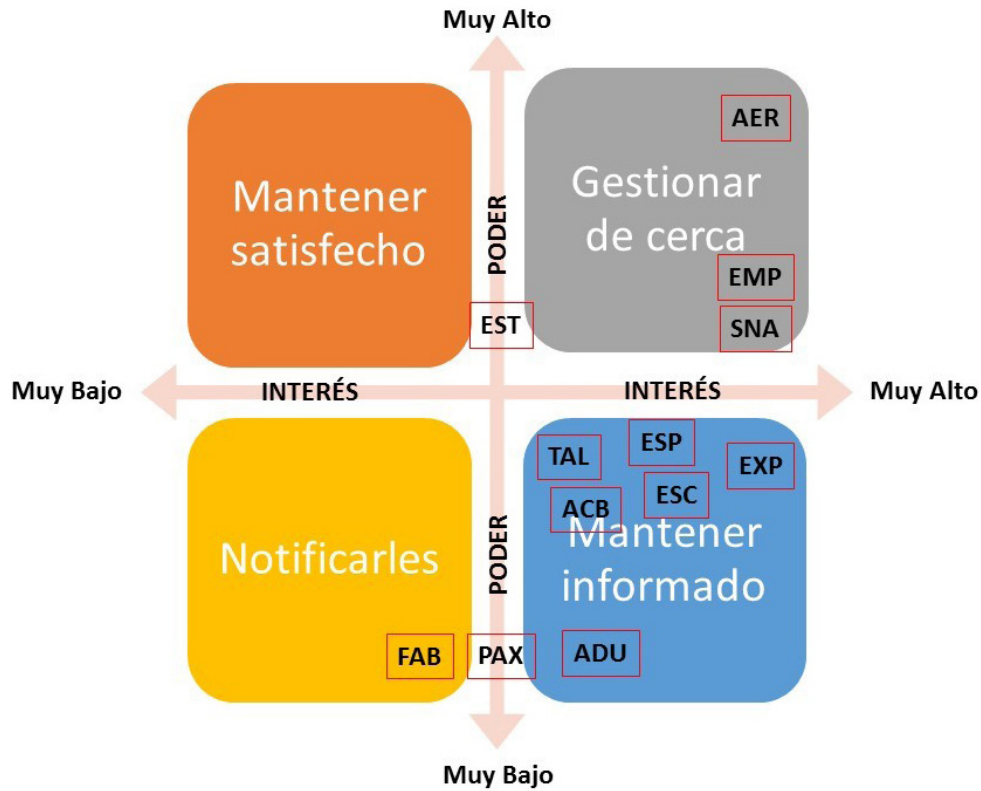 Muy Alto
AER
Mantener
satisfecho
PODER
Gestionar
de cerca
EMP
EST
SNA
Muy Bajo
INTERÉS
INTERÉS
Muy Alto
TAL
ESP
EXP
ACB
ESC
Notificarles
PODER
Mantener
informado
FAB
PAX
ADU
Muy Bajo